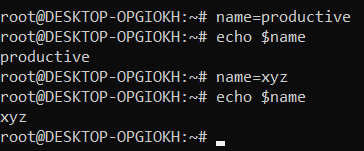 root@DESKTOP-OPGIOKH:~# name=productive
root@DESKTOP-OPGIOKH:~# echo $name
productive
root@DESKTOP-OPGIOKH:~# name=xyz
root@DESKTOP-OPGIOKH:~# echo $name
xyz
root@DESKTOP-OPGIOKH:~#